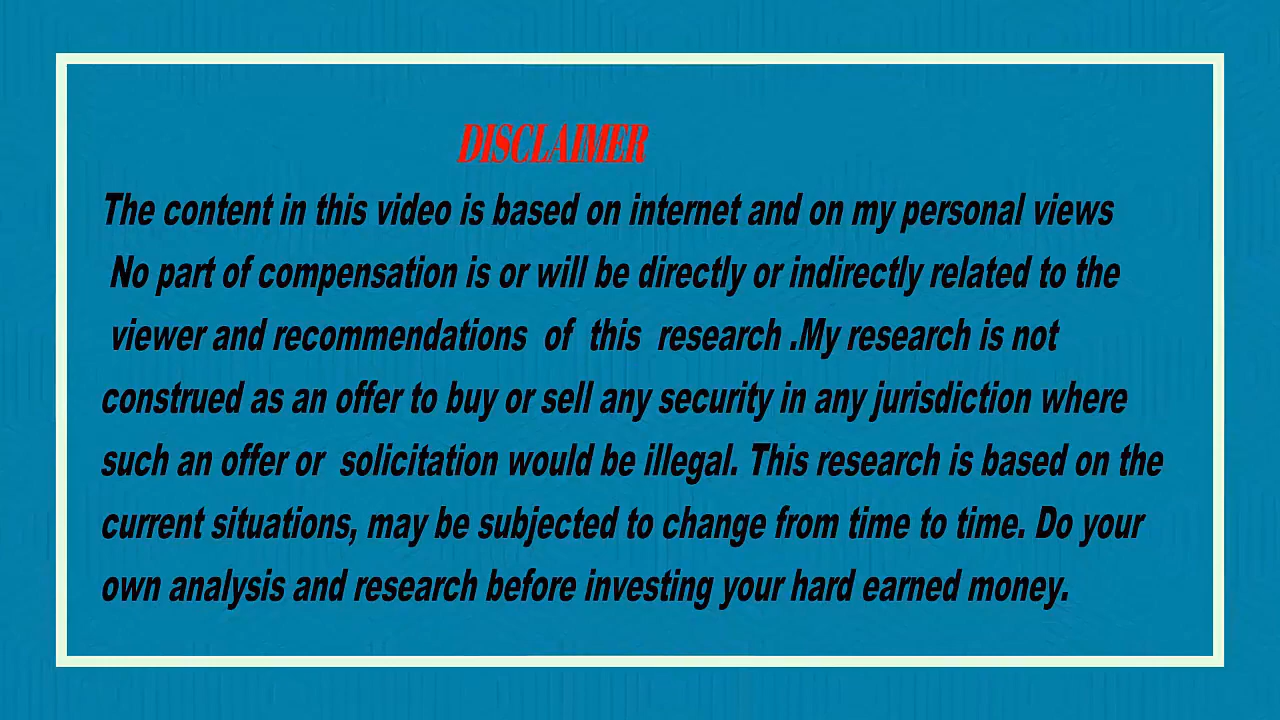 DISCLAIMER
The content in this video is based on internet and on my personal views
No part of compensation is or will be directly or indirectly related to the
viewer and recommendations of this research .My research is not
construed as an offer to buy or sell any security in any jurisdiction where
such an offer or solicitation would be illegal. This research is based on the
current situations, may be subjected to change from time to time. Do your
own analysis and research before investing your hard earned money.